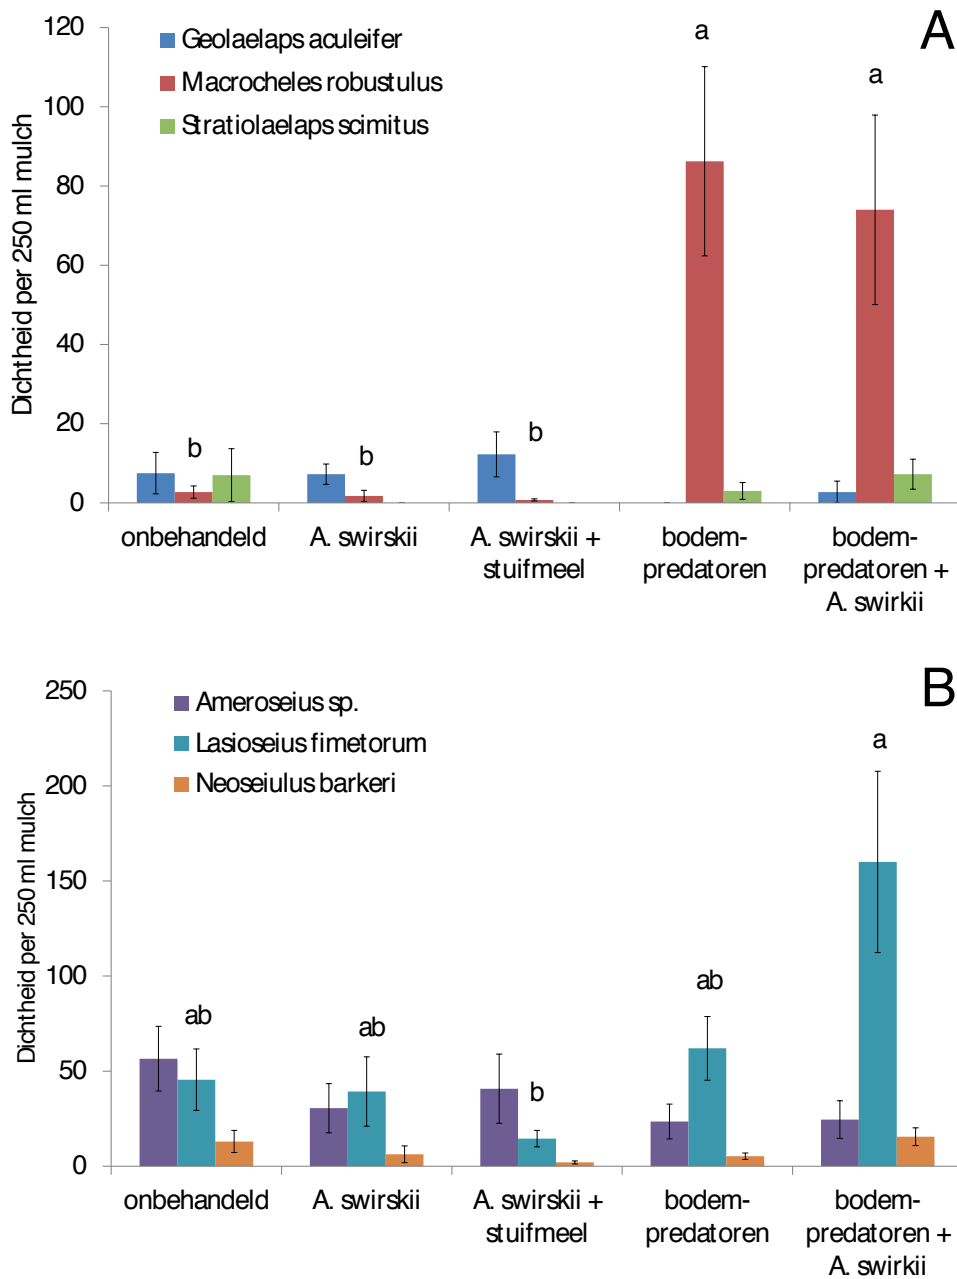 A
120
100
80
60
40
20
0
Dichtheid per 250 ml mulch
Geolaelaps aculeifer
Macrocheles robustulus
Stratiolaelaps scimitus
b
b
b
a
a
onbehandeld
A. swirskii
A. swirskii +
stuifmeel
bodem-
predatoren
bodem-
predatoren +
A. swirkii
B
250
200
150
100
50
0
Dichtheid per 250 ml mulch
Ameroseius sp.
Lasioseius fimetorum
Neoseiulus barkeri
ab
ab
b
ab
a
onbehandeld
A. swirskii
A. swirskii +
stuifmeel
bodem-
predatoren
bodem-
predatoren +
A. swirkii